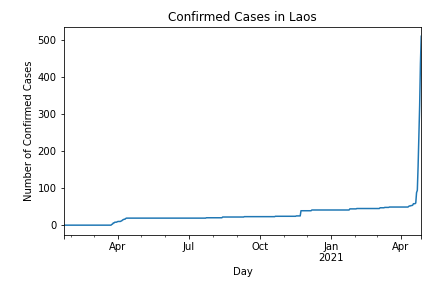 Confirmed Cases in Laos
Number of Confirmed Cases
500
400
300
200
100
0
Apr Jul Oct Jan Apr
2021
Day